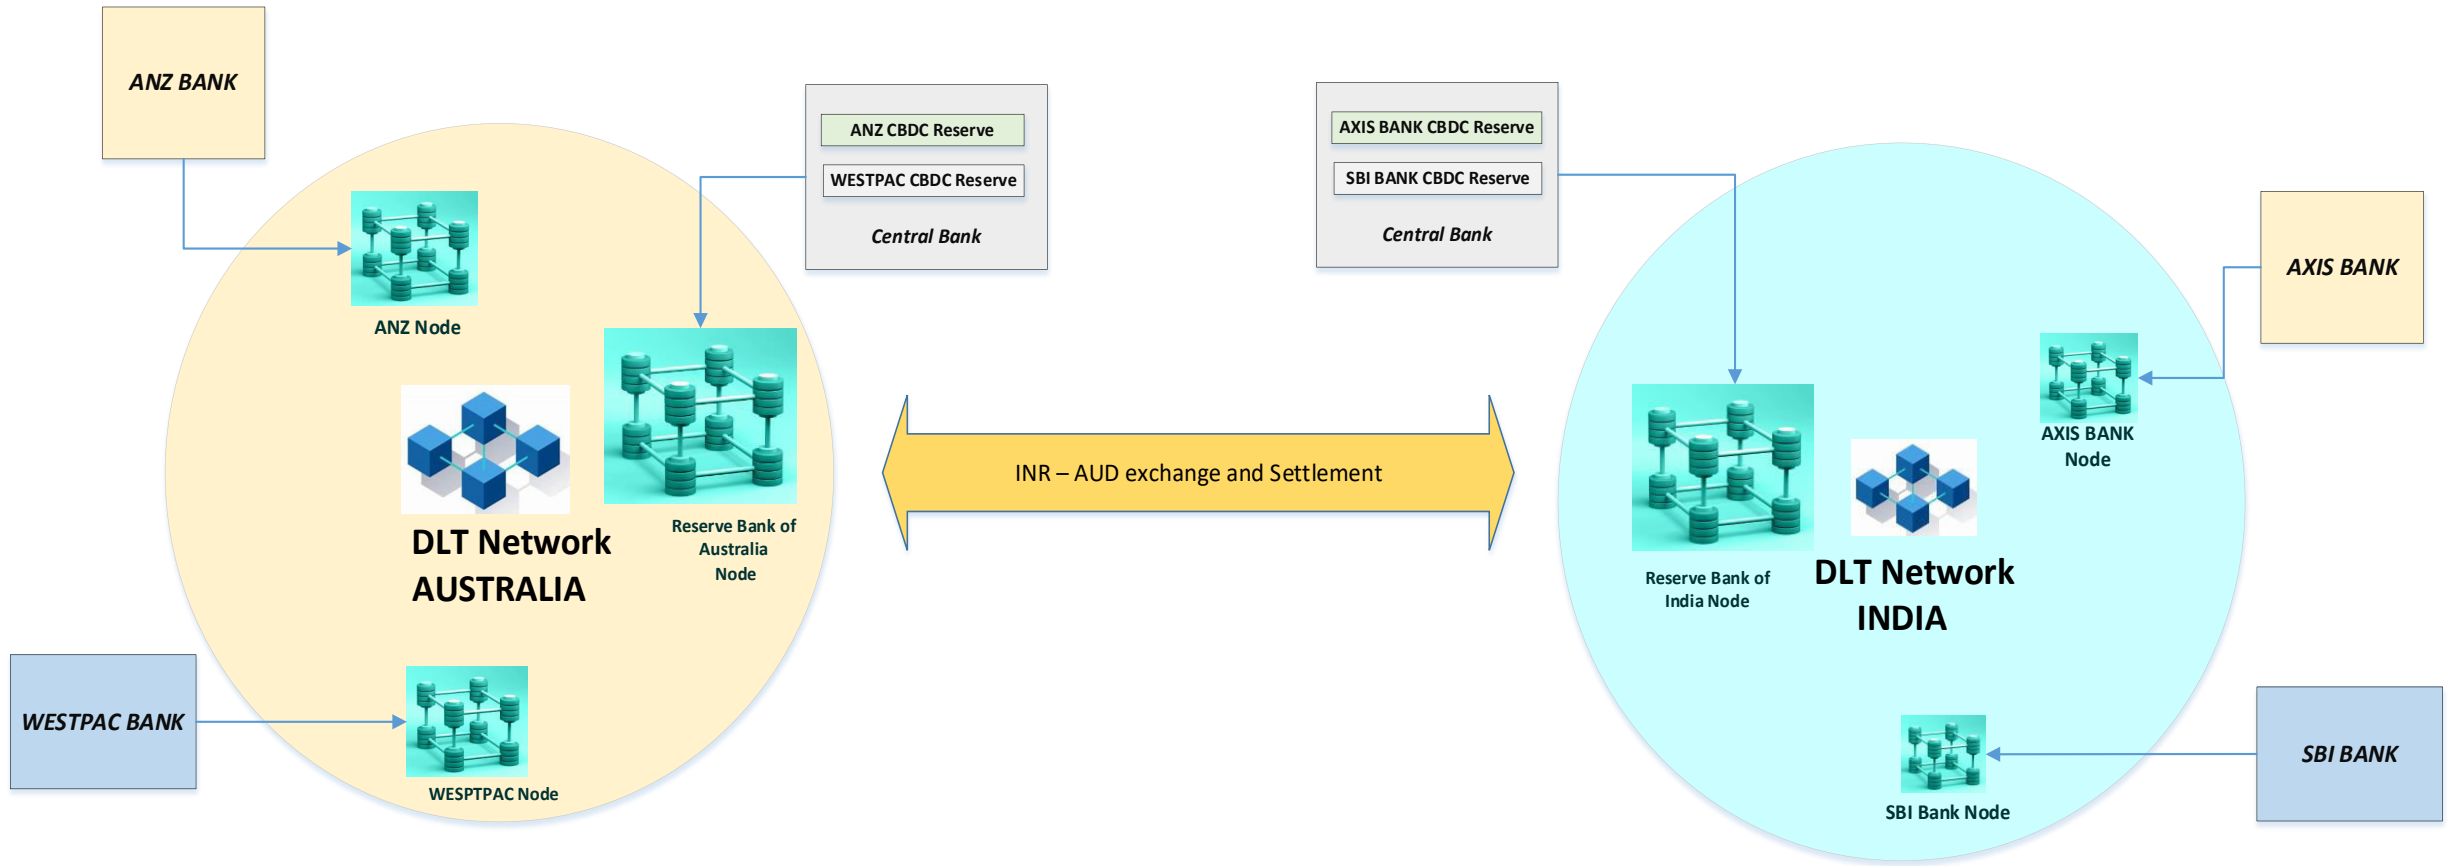 ANZ BANK
ANZ CBDC Reserve
WESTPAC CBDC Reserve
Central Bank
AXIS BANK CBDC Reserve
SBI BANK CBDC Reserve
Central Bank
AXIS BANK
ANZ Node
DLT Network
AUSTRALIA
Reserve Bank of
Australia
Node
INR – AUD exchange and Settlement
Reserve Bank of
India Node
DLT Network
INDIA
AXIS BANK
Node
WESTPAC BANK
WESPTPAC Node
SBI Bank Node
SBI BANK